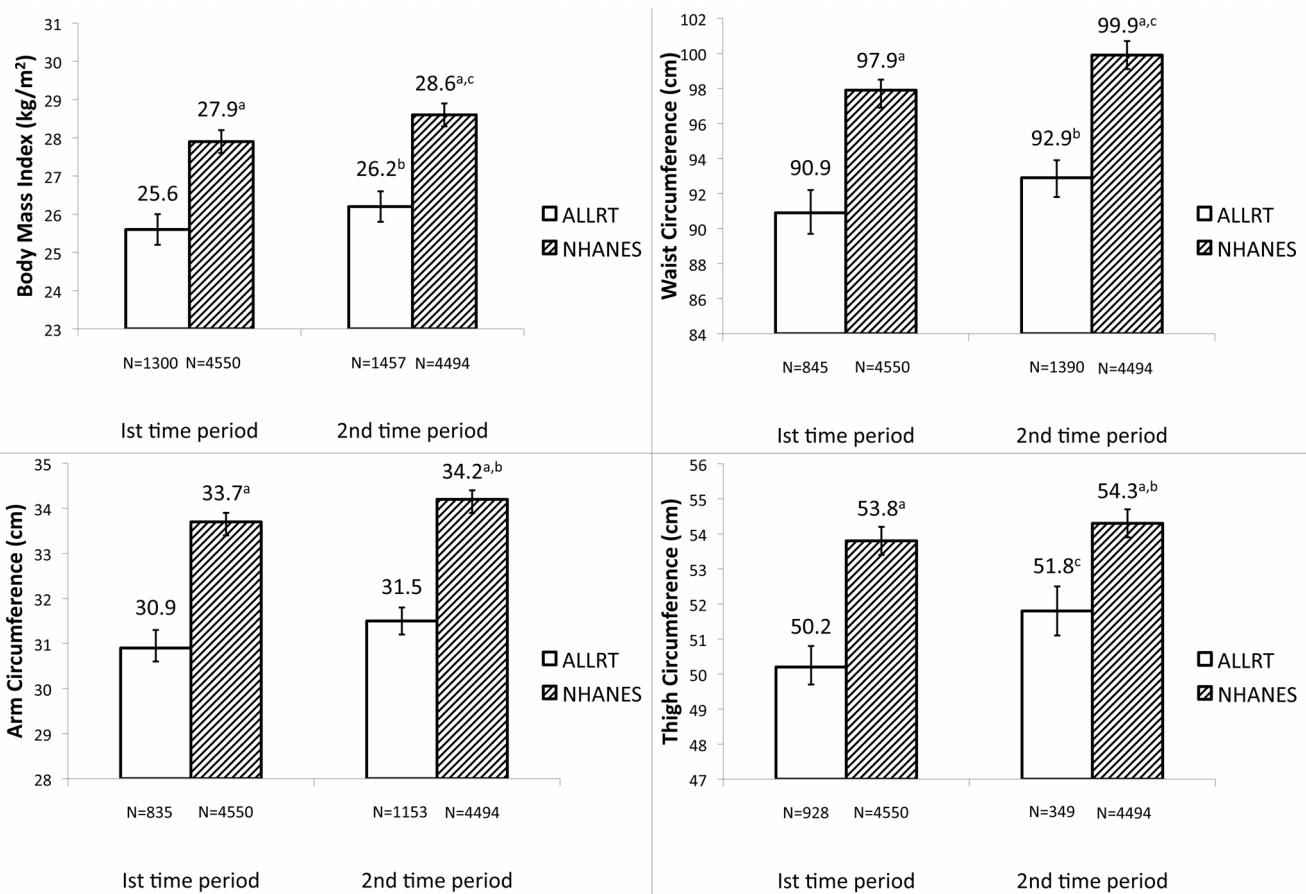 Body Mass Index (kg/m²)
31
30
29
28
27
26
25
24
23
25.6
27.9ᵃ
26.2ᵇ
28.6ᵃ,ᶜ
ALLRT
NHANES
N=1300 N=4550
N=1457 N=4494
Ist time period
2nd time period
Waist Circumference (cm)
102
100
98
96
94
92
90
88
86
84
90.9
97.9ᵃ
92.9ᵇ
99.9ᵃ,ᶜ
ALLRT
NHANES
N=845 N=4550
N=1390 N=4494
Ist time period
2nd time period
Arm Circumference (cm)
35
34
33
32
31
30
29
28
30.9
33.7ᵃ
31.5
34.2ᵃ,ᵇ
ALLRT
NHANES
N=835 N=4550
N=1153 N=4494
Ist time period
2nd time period
Thigh Circumference (cm)
56
55
54
53
52
51
50
49
48
47
50.2
53.8ᵃ
51.8ᶜ
54.3ᵃ,ᵇ
ALLRT
NHANES
N=928 N=4550
N=349 N=4494
Ist time period
2nd time period